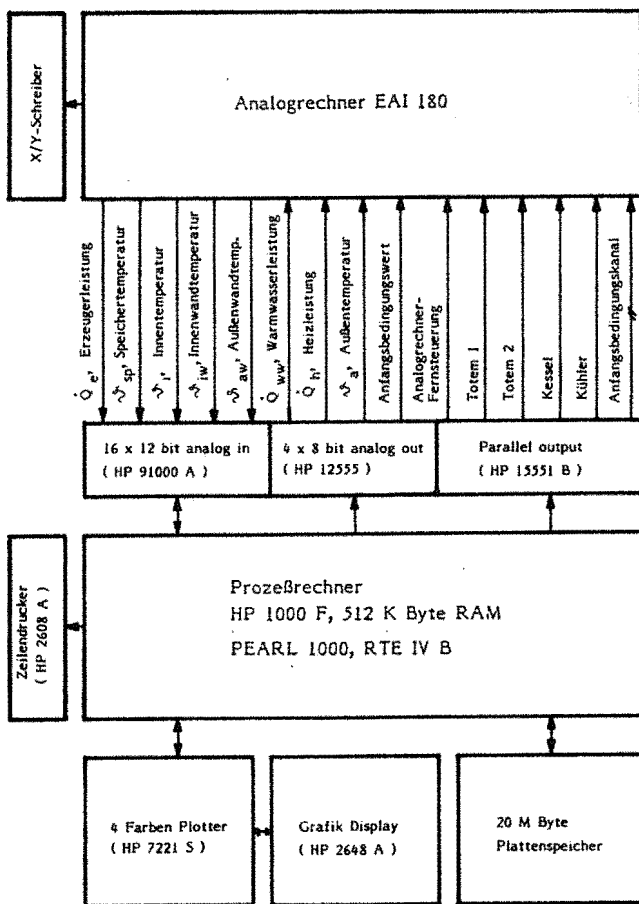 X/Y-Schreiber
Analogrechner EAI 180
Q̇e, Erzeugerleistung
ϑsp, Speichertemperatur
ϑi, Innentemperatur
ϑiw, Innenwandtemperatur
ϑaw, Außenwandtemp.
Q̇ww, Warmwasserleistung
Q̇h, Heizleistung
ϑa, Außentemperatur
Anfangsbedingungswert
Analogrechner-
Fernsteuerung
Totem 1
Totem 2
Kessel
Kühler
Anfangsbedingungskanal
16 x 12 bit analog in
( HP 91000 A )
4 x 8 bit analog out
( HP 12555 )
Parallel output
( HP 15551 B )
Zeilendrucker
( HP 2608 A )
Prozeßrechner
HP 1000 F, 512 K Byte RAM
PEARL 1000, RTE IV B
4 Farben Plotter
( HP 7221 S )
Grafik Display
( HP 2648 A )
20 M Byte
Plattenspeicher